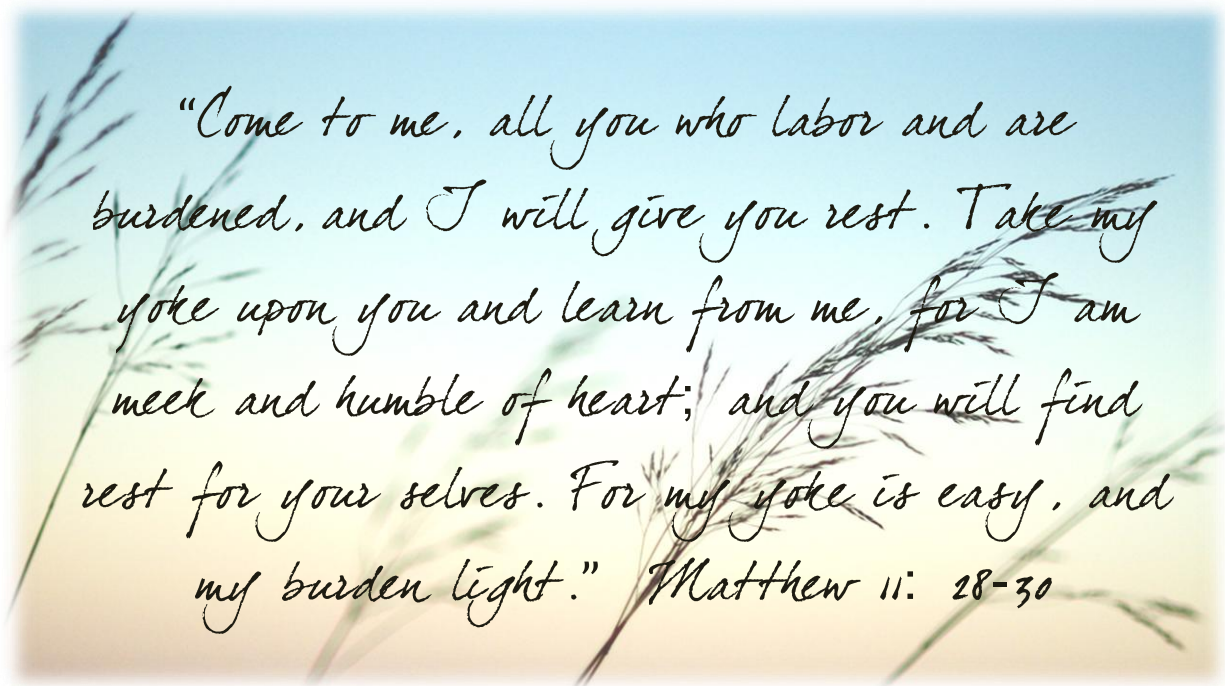 “Come to me, all you who labor and are
burdened, and I will give you rest. Take my
yoke upon you and learn from me, for I am
meek and humble of heart; and you will find
rest for your selves. For my yoke is easy, and
my burden light.” Matthew 11: 28-30